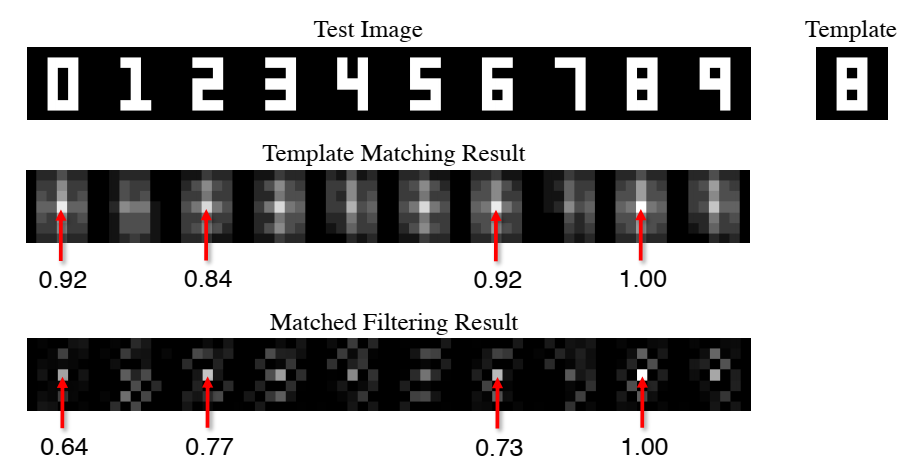 Test Image
Template
0 1 2 3 4 5 6 7 8 9
8
Template Matching Result
0.92
0.84
0.92
1.00
Matched Filtering Result
0.64
0.77
0.73
1.00